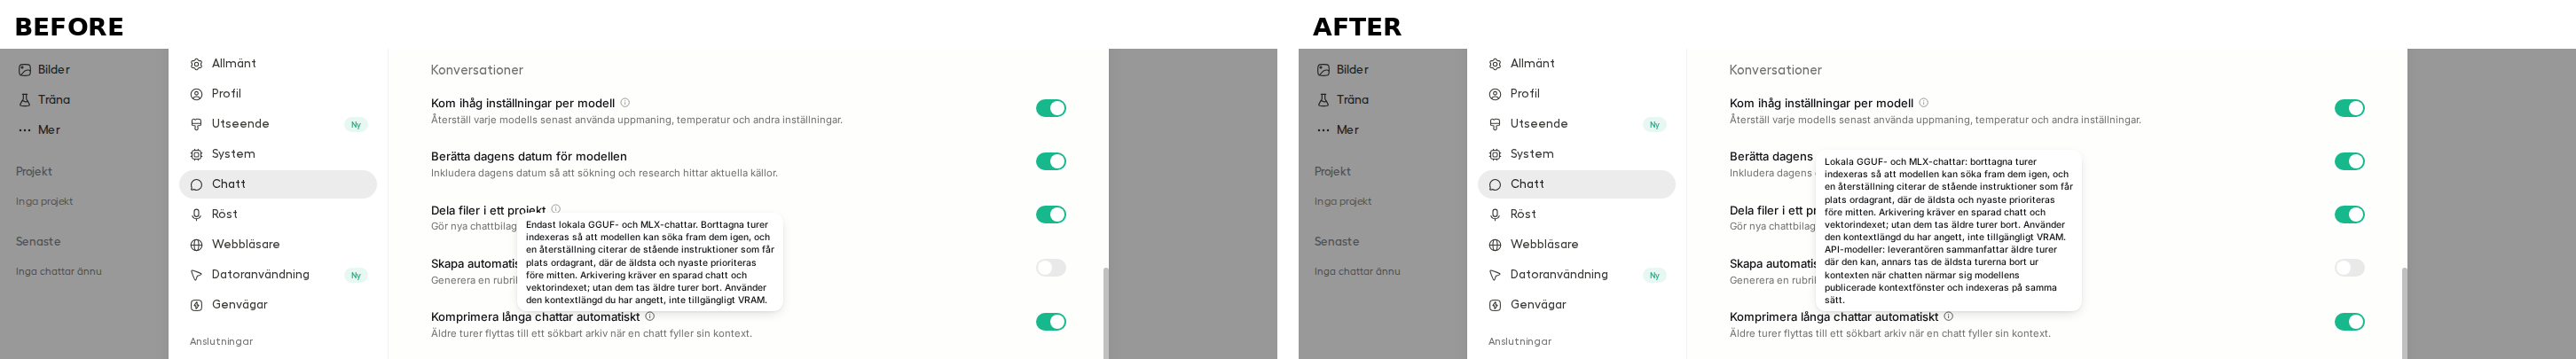 BEFORE
Bilder
Träna
Mer
Projekt
Inga projekt
Senaste
Inga chattar ännu
Allmänt
Profil
Utseende Ny
System
Chatt
Röst
Webbläsare
Datoranvändning Ny
Genvägar
Anslutningar
Konversationer
Kom ihåg inställningar per modell
Återställ varje modells senast använda uppmaning, temperatur och andra inställningar.
Berätta dagens datum för modellen
Inkludera dagens datum så att sökning och research hittar aktuella källor.
Dela filer i ett projekt
Gör nya chattbilag
Endast lokala GGUF- och MLX-chattar. Borttagna turer
indexeras så att modellen kan söka fram dem igen, och
en återställning citerar de stående instruktioner som får
plats ordagrant, där de äldsta och nyaste prioriteras
före mitten. Arkivering kräver en sparad chatt och
vektorindexet; utan dem tas äldre turer bort. Använder
den kontextlängd du har angett, inte tillgängligt VRAM.
Skapa automatis
Generera en rubrik
Komprimera långa chattar automatiskt
Äldre turer flyttas till ett sökbart arkiv när en chatt fyller sin kontext.
AFTER
Bilder
Träna
Mer
Projekt
Inga projekt
Senaste
Inga chattar ännu
Allmänt
Profil
Utseende Ny
System
Chatt
Röst
Webbläsare
Datoranvändning Ny
Genvägar
Anslutningar
Konversationer
Kom ihåg inställningar per modell
Återställ varje modells senast använda uppmaning, temperatur och andra inställningar.
Berätta dagens
Inkludera dagens
Lokala GGUF- och MLX-chattar: borttagna turer
indexeras så att modellen kan söka fram dem igen, och
en återställning citerar de stående instruktioner som får
plats ordagrant, där de äldsta och nyaste prioriteras
före mitten. Arkivering kräver en sparad chatt och
vektorindexet; utan dem tas äldre turer bort. Använder
den kontextlängd du har angett, inte tillgängligt VRAM.
API-modeller: leverantören sammanfattar äldre turer
där den kan, annars tas de äldsta turerna bort ur
kontexten när chatten närmar sig modellens
publicerade kontextfönster och indexeras på samma
sätt.
Dela filer i ett pr
Gör nya chattbilag
Skapa automatis
Generera en rubrik
Komprimera långa chattar automatiskt
Äldre turer flyttas till ett sökbart arkiv när en chatt fyller sin kontext.